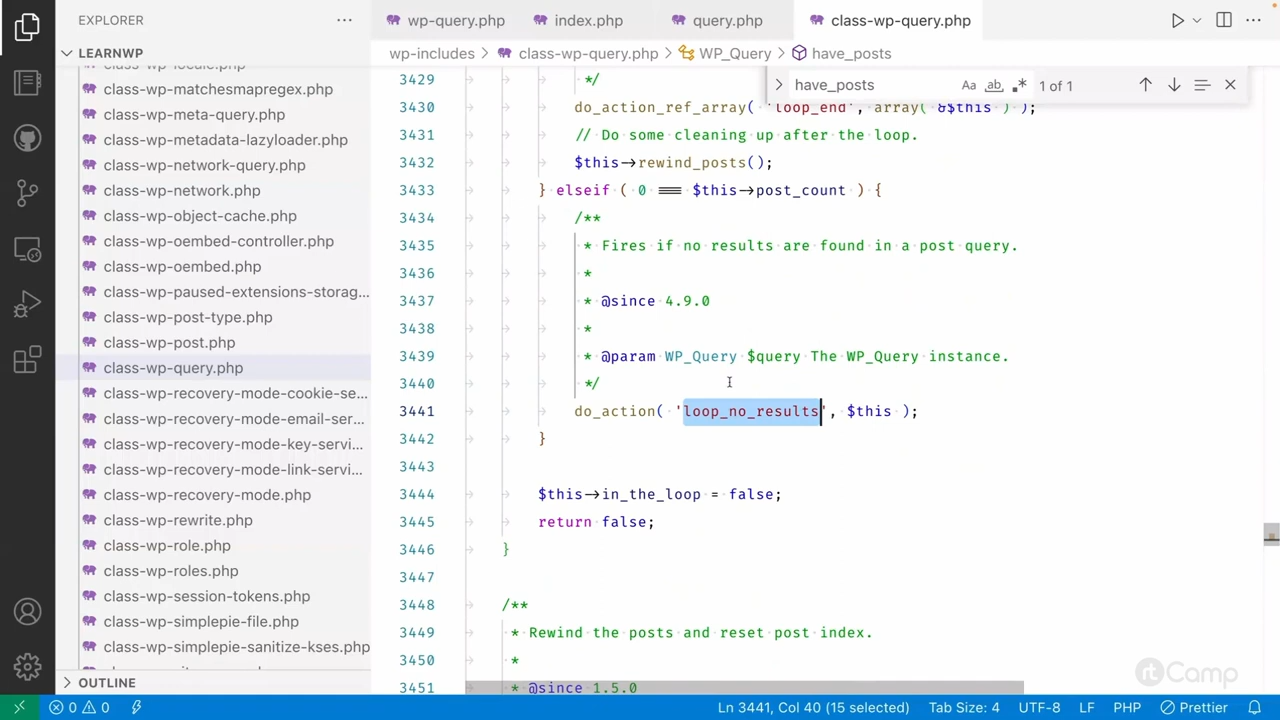 EXPLORER
LEARNWP
class-wp-locale.php
class-wp-matchesmapregex.php
class-wp-meta-query.php
class-wp-metadata-lazyloader.php
class-wp-network-query.php
class-wp-network.php
class-wp-object-cache.php
class-wp-oembed-controller.php
class-wp-oembed.php
class-wp-paused-extensions-storag...
class-wp-post-type.php
class-wp-post.php
class-wp-query.php
class-wp-recovery-mode-cookie-se...
class-wp-recovery-mode-email-ser...
class-wp-recovery-mode-key-servi...
class-wp-recovery-mode-link-servi...
class-wp-recovery-mode.php
class-wp-rewrite.php
class-wp-role.php
class-wp-roles.php
class-wp-session-tokens.php
class-wp-simplepie-file.php
class-wp-simplepie-sanitize-kses.php
OUTLINE
wp-query.php index.php query.php class-wp-query.php
wp-includes > class-wp-query.php > WP_Query > have_posts
have_posts Aa ab 1 of 1
3429 */
3430 do_action_ref_array( 'loop_end', array( &$this ) );
3431 // Do some cleaning up after the loop.
3432 $this->rewind_posts();
3433 } elseif ( 0 === $this->post_count ) {
3434 /**
3435 * Fires if no results are found in a post query.
3436 *
3437 * @since 4.9.0
3438 *
3439 * @param WP_Query $query The WP_Query instance.
3440 */
3441 do_action( 'loop_no_results', $this );
3442 }
3443
3444 $this->in_the_loop = false;
3445 return false;
3446 }
3447
3448 /**
3449 * Rewind the posts and reset post index.
3450 *
3451 * @since 1.5.0
rtCamp
0 0 Ln 3441, Col 40 (15 selected) Tab Size: 4 UTF-8 LF PHP Prettier